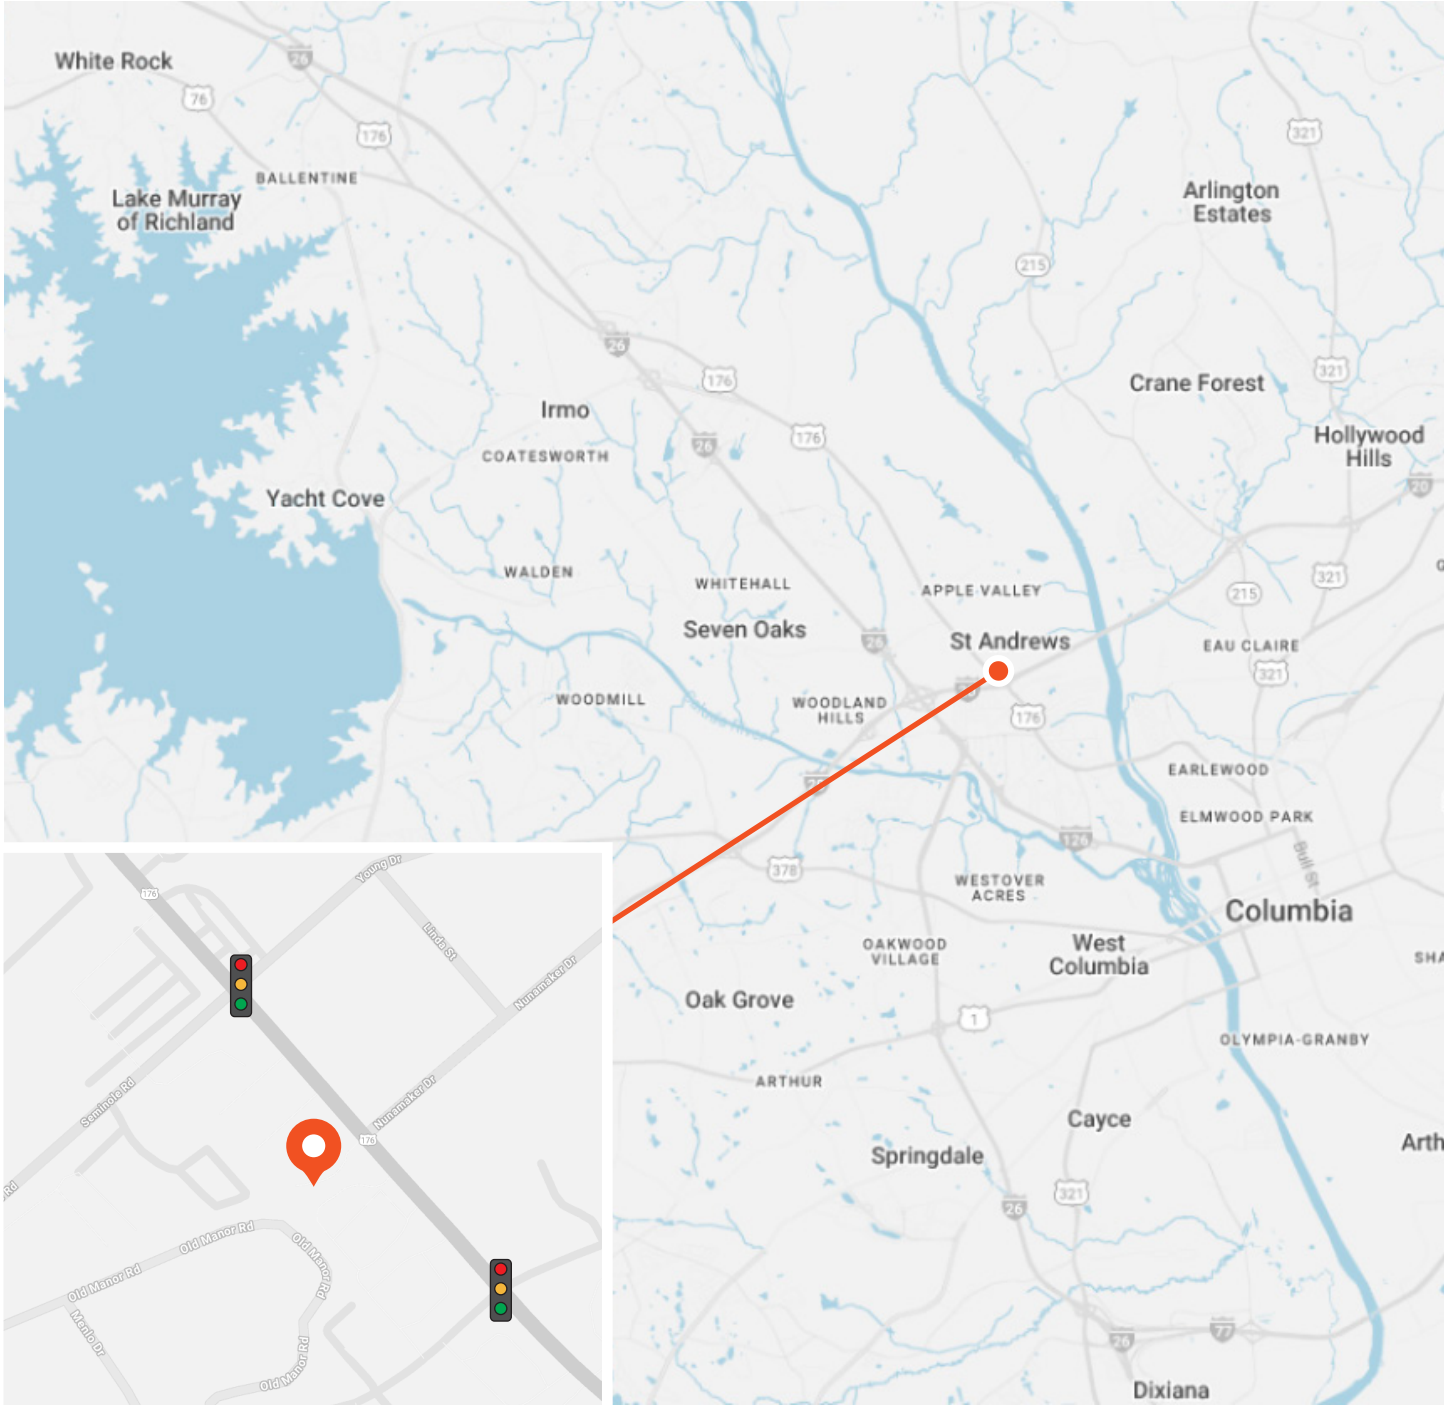 White Rock
26
76
176
321
BALLENTINE
Lake Murray
of Richland
Arlington
Estates
215
26
176
321
Crane Forest
Irmo
176
26
Hollywood
Hills
COATESWORTH
20
Yacht Cove
WALDEN
WHITEHALL
APPLE VALLEY
321
215
Seven Oaks
26
St Andrews
EAU CLAIRE
321
WOODMILL
WOODLAND
HILLS
176
EARLEWOOD
ELMWOOD PARK
126
Bull St
378
WESTOVER
ACRES
Columbia
OAKWOOD
VILLAGE
West
Columbia
SHA
Oak Grove
1
OLYMPIA-GRANBY
ARTHUR
Cayce
Arth
Springdale
321
26
26
77
Dixiana
176
Young Dr
Linda St
Nunamaker Dr
Seminole Rd
Nunamaker Dr
176
Rd
Old Manor Rd
Old Manor Rd
Old Manor Rd
Menlo Dr
Old Manor Rd